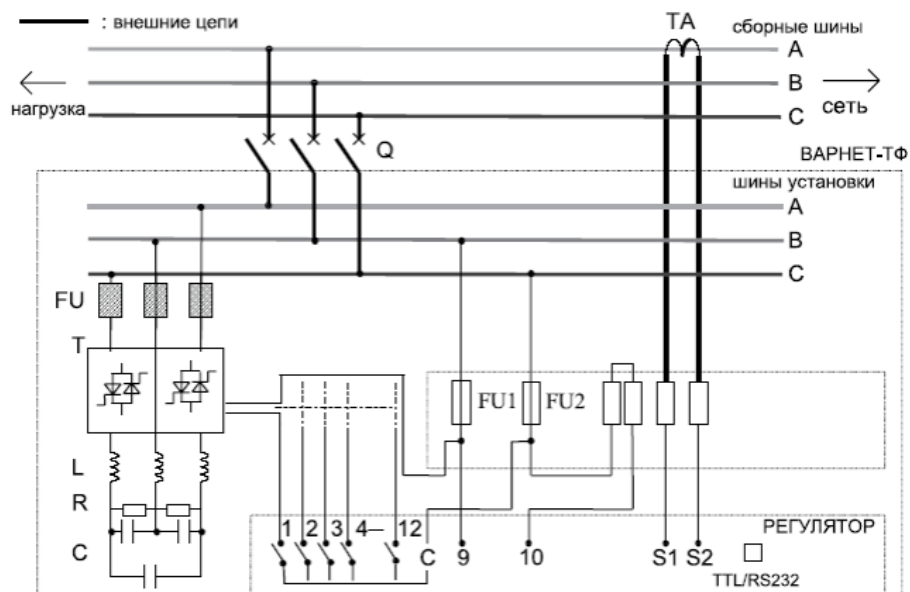 : внешние цепи
TA
сборные шины
A
B
C
нагрузка
сеть
Q
ВАРНЕТ-ТФ
шины установки
A
B
C
FU
T
FU1
FU2
L
R
C
1
2
3
4—
12
C
9
10
S1
S2
РЕГУЛЯТОР
TTL/RS232